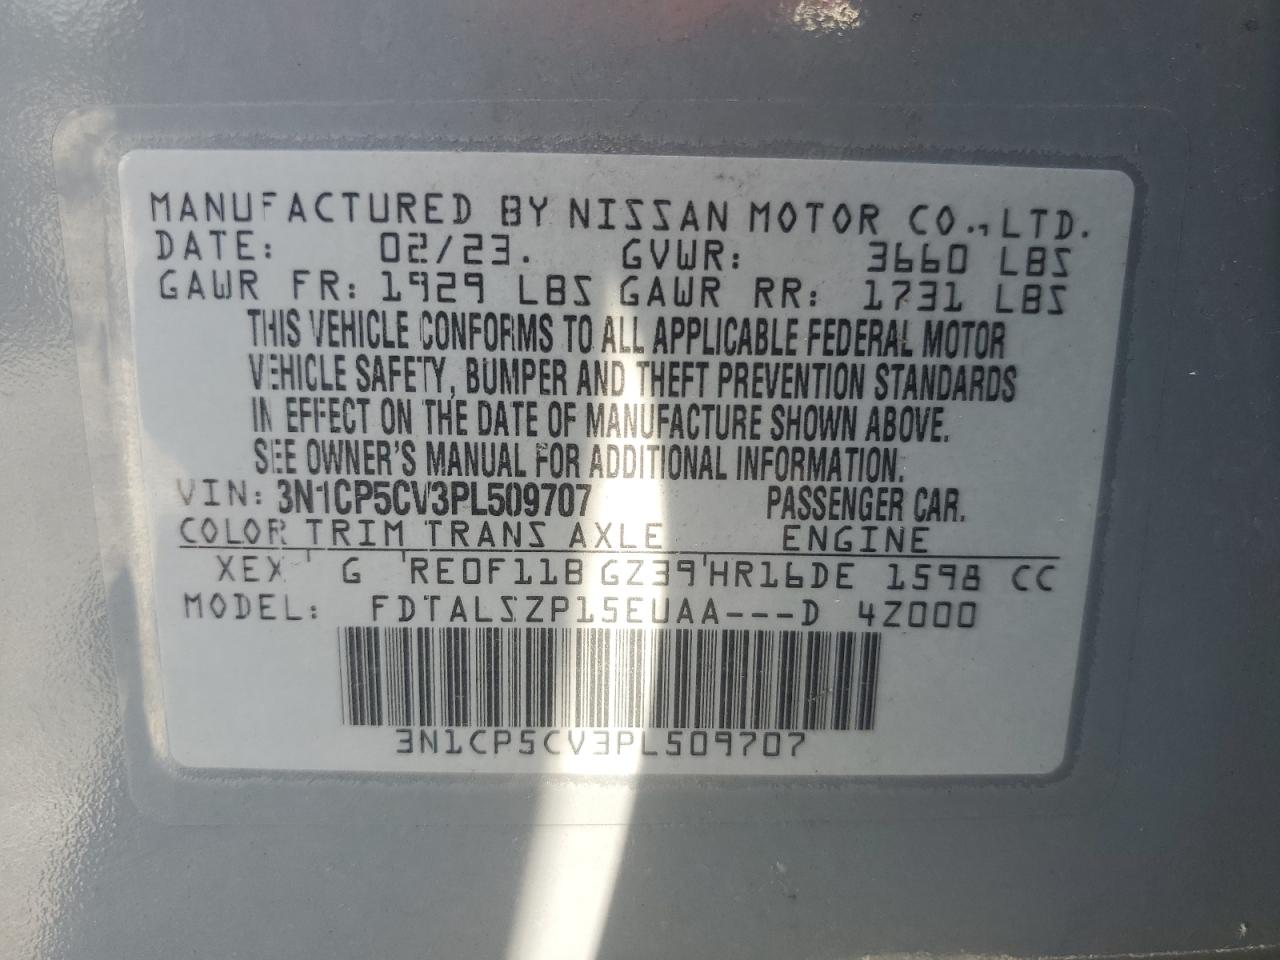 MANUFACTURED BY NISSAN MOTOR CO., LTD.
DATE: 02/23. GVWR: 3660 LBS
GAWR FR: 1929 LBS GAWR RR: 1731 LBS
THIS VEHICLE CONFORMS TO ALL APPLICABLE FEDERAL MOTOR
VEHICLE SAFETY, BUMPER AND THEFT PREVENTION STANDARDS
IN EFFECT ON THE DATE OF MANUFACTURE SHOWN ABOVE.
SEE OWNER'S MANUAL FOR ADDITIONAL INFORMATION.
VIN: 3N1CP5CV3PL509707 PASSENGER CAR.
COLOR TRIM TRANS AXLE ENGINE
XEX G RE0F11B GZ39 HR16DE 1598 CC
MODEL: FDTALSZP15EUAA---D 4Z000
3N1CP5CV3PL509707